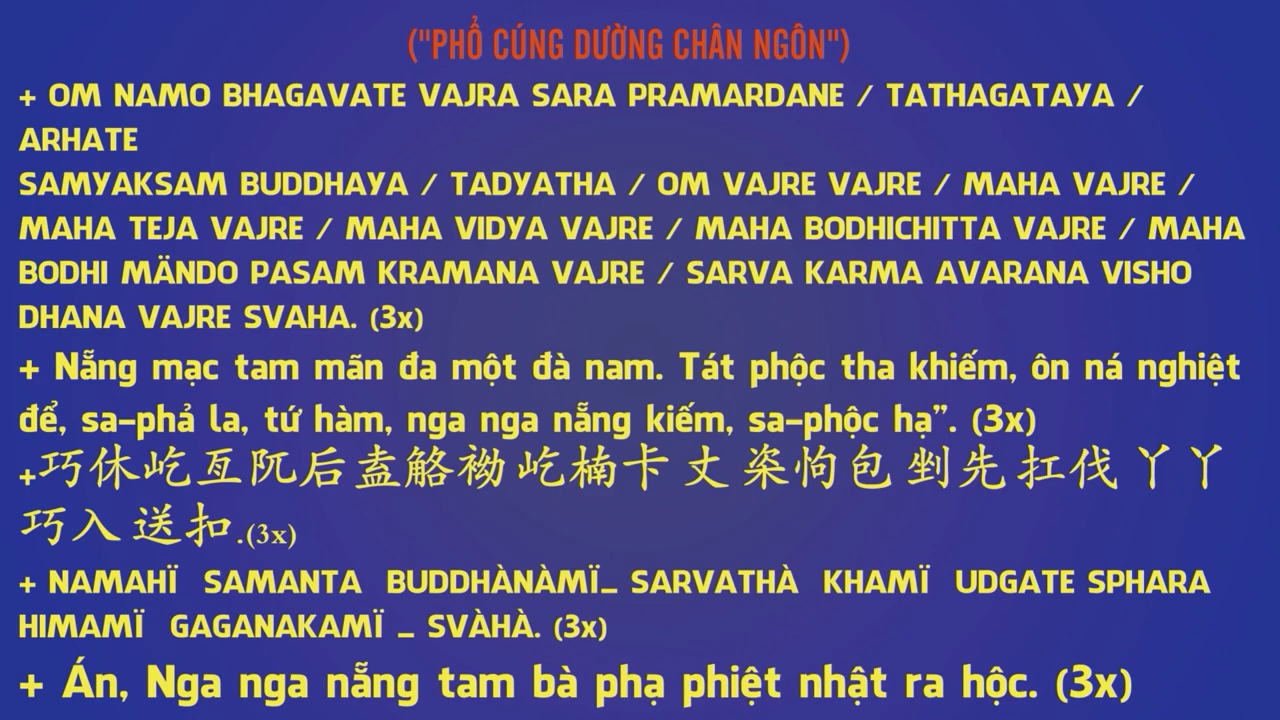 ("PHỔ CÚNG DƯỜNG CHÂN NGÔN")
+ OM NAMO BHAGAVATE VAJRA SARA PRAMARDANE / TATHAGATAYA /
ARHATE
SAMYAKSAM BUDDHAYA / TADYATHA / OM VAJRE VAJRE / MAHA VAJRE /
MAHA TEJA VAJRE / MAHA VIDYA VAJRE / MAHA BODHICHITTA VAJRE / MAHA
BODHI MÄNDO PASAM KRAMANA VAJRE / SARVA KARMA AVARANA VISHO
DHANA VAJRE SVAHA. (3x)
+ Nẵng mạc tam mãn đa một đà nam. Tát phộc tha khiếm, ôn ná nghiệt
để, sa-phả la, tứ hàm, nga nga nẵng kiếm, sa-phộc hạ”. (3x)
+巧休屹亙阢后盍觡袎屹楠卡丈栥怐包剉先扛伐丫丫
巧入送扣.(3x)
+ NAMAHÏ SAMANTA BUDDHÀNÀMÏ_ SARVATHÀ KHAMÏ UDGATE SPHARA
HIMAMÏ GAGANAKAMÏ _ SVÀHÀ. (3x)
+ Án, Nga nga nẵng tam bà phạ phiệt nhật ra hộc. (3x)